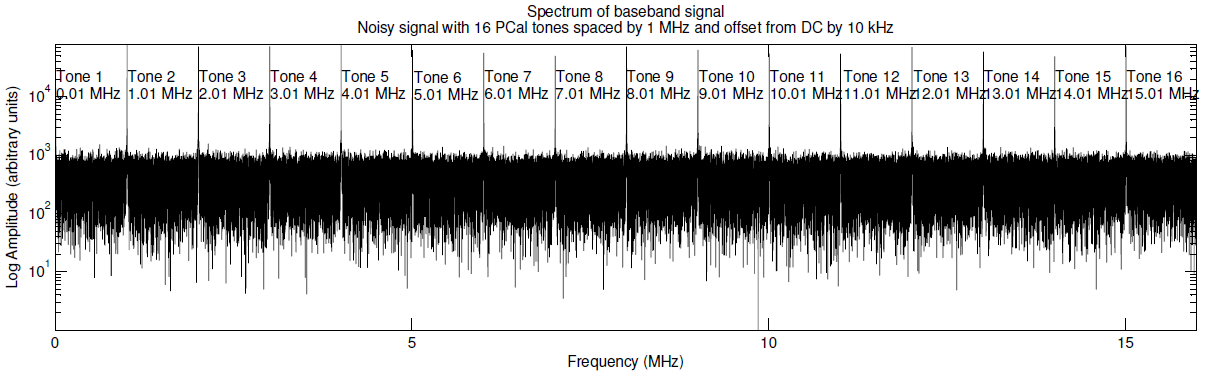 Spectrum of baseband signal
Noisy signal with 16 PCal tones spaced by 1 MHz and offset from DC by 10 kHz
Tone 1 Tone 2 Tone 3 Tone 4 Tone 5 Tone 6 Tone 7 Tone 8 Tone 9 Tone 10 Tone 11 Tone 12 Tone 13 Tone 14 Tone 15 Tone 16
0.01 MHz 1.01 MHz 2.01 MHz 3.01 MHz 4.01 MHz 5.01 MHz 6.01 MHz 7.01 MHz 8.01 MHz 9.01 MHz 10.01 MHz 11.01 MHz 12.01 MHz 13.01 MHz 14.01 MHz 15.01 MHz
Log Amplitude (arbitrary units)
10⁴
10³
10²
10¹
0 5 10 15
Frequency (MHz)